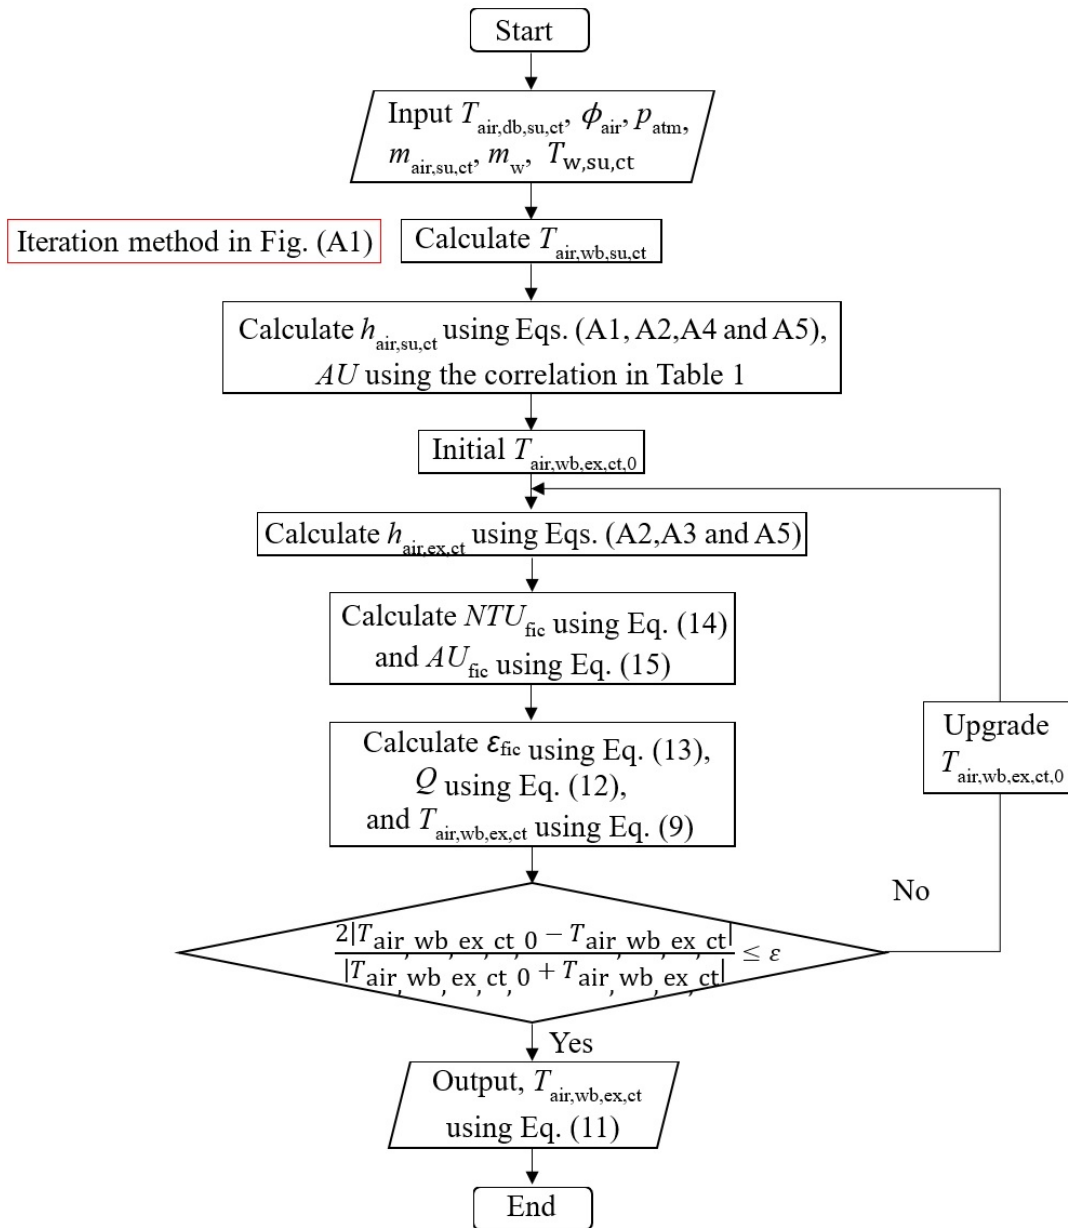 Start
Input T_air,db,su,ct, ϕ_air, p_atm,
m_air,su,ct, m_w, T_w,su,ct
Iteration method in Fig. (A1)
Calculate T_air,wb,su,ct
Calculate h_air,su,ct using Eqs. (A1, A2,A4 and A5),
AU using the correlation in Table 1
Initial T_air,wb,ex,ct,0
Calculate h_air,ex,ct using Eqs. (A2,A3 and A5)
Calculate NTU_fic using Eq. (14)
and AU_fic using Eq. (15)
Upgrade
T_air,wb,ex,ct,0
Calculate ε_fic using Eq. (13),
Q using Eq. (12),
and T_air,wb,ex,ct using Eq. (9)
No
2|T_air,wb,ex,ct,0 − T_air,wb,ex,ct|
|T_air,wb,ex,ct,0 + T_air,wb,ex,ct|
≤ ε
Yes
Output, T_air,wb,ex,ct
using Eq. (11)
End